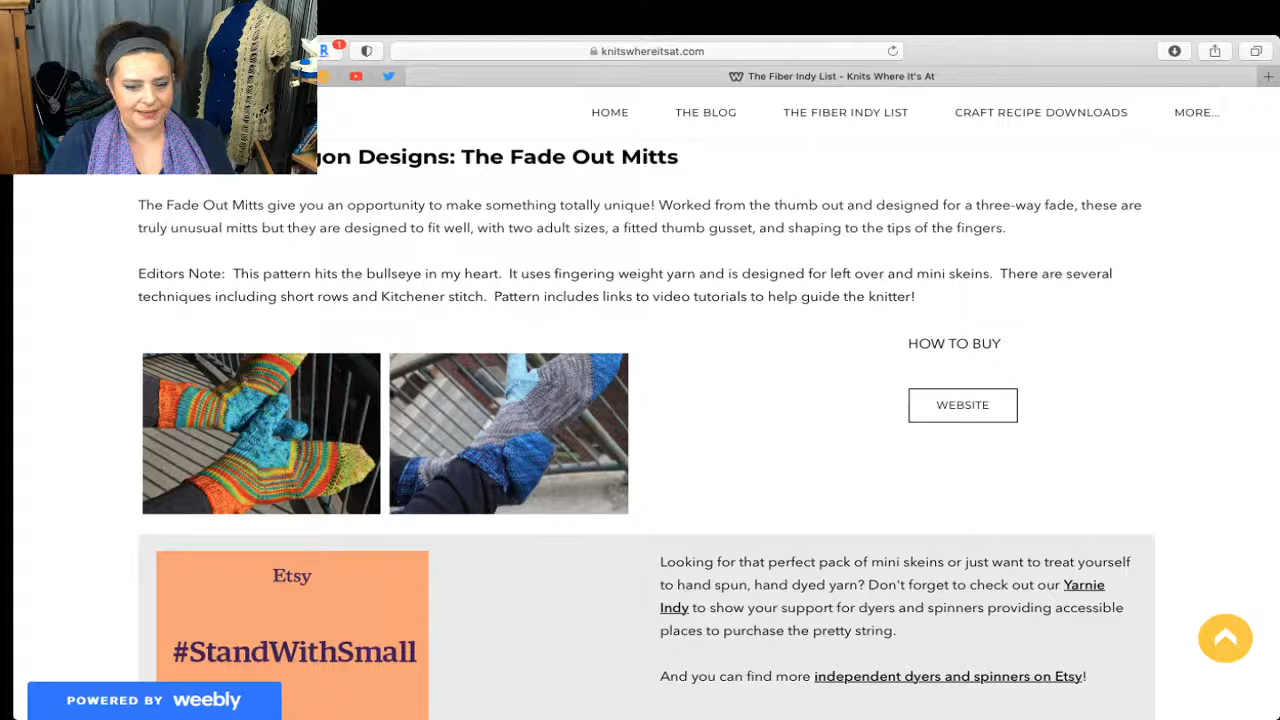 R 1
knitswhereitsat.com
The Fiber Indy List - Knits Where It's At
HOME THE BLOG THE FIBER INDY LIST CRAFT RECIPE DOWNLOADS MORE...
Designs: The Fade Out Mitts
The Fade Out Mitts give you an opportunity to make something totally unique! Worked from the thumb out and designed for a three-way fade, these are
truly unusual mitts but they are designed to fit well, with two adult sizes, a fitted thumb gusset, and shaping to the tips of the fingers.
Editors Note: This pattern hits the bullseye in my heart. It uses fingering weight yarn and is designed for left over and mini skeins. There are several
techniques including short rows and Kitchener stitch. Pattern includes links to video tutorials to help guide the knitter!
HOW TO BUY
WEBSITE
Etsy
#StandWithSmall
Looking for that perfect pack of mini skeins or just want to treat yourself
to hand spun, hand dyed yarn? Don't forget to check out our Yarnie
Indy to show your support for dyers and spinners providing accessible
places to purchase the pretty string.
And you can find more independent dyers and spinners on Etsy!
POWERED BY weebly